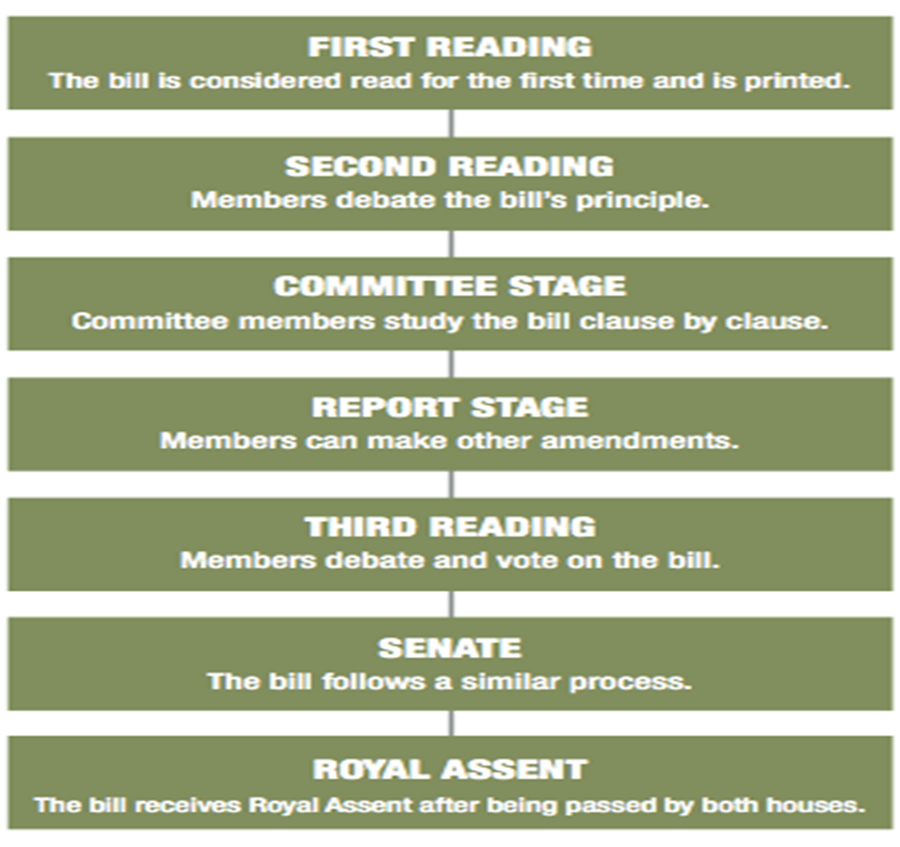 FIRST READING
The bill is considered read for the first time and is printed.
SECOND READING
Members debate the bill’s principle.
COMMITTEE STAGE
Committee members study the bill clause by clause.
REPORT STAGE
Members can make other amendments.
THIRD READING
Members debate and vote on the bill.
SENATE
The bill follows a similar process.
ROYAL ASSENT
The bill receives Royal Assent after being passed by both houses.